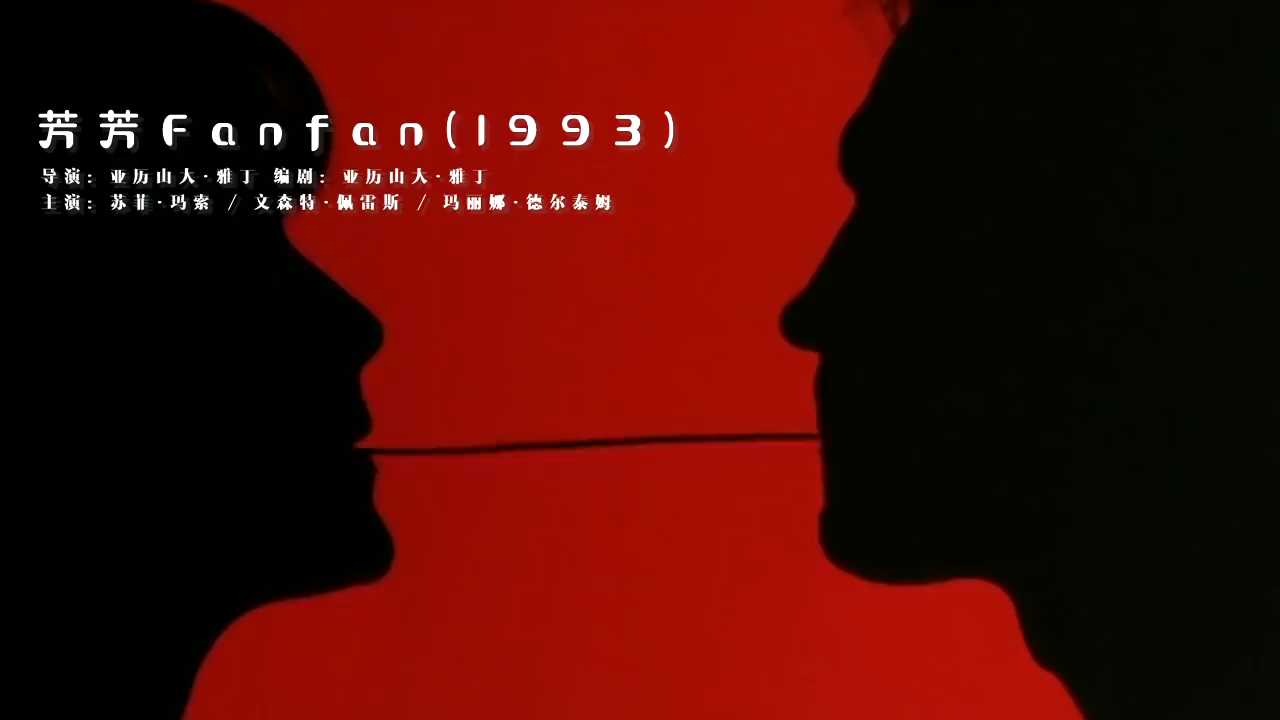 芳芳Fanfan(1993)
导演：亚历山大·雅丁 编剧：亚历山大·雅丁
主演：苏菲·玛索 / 文森特·佩雷斯 / 玛丽娜·德尔泰姆